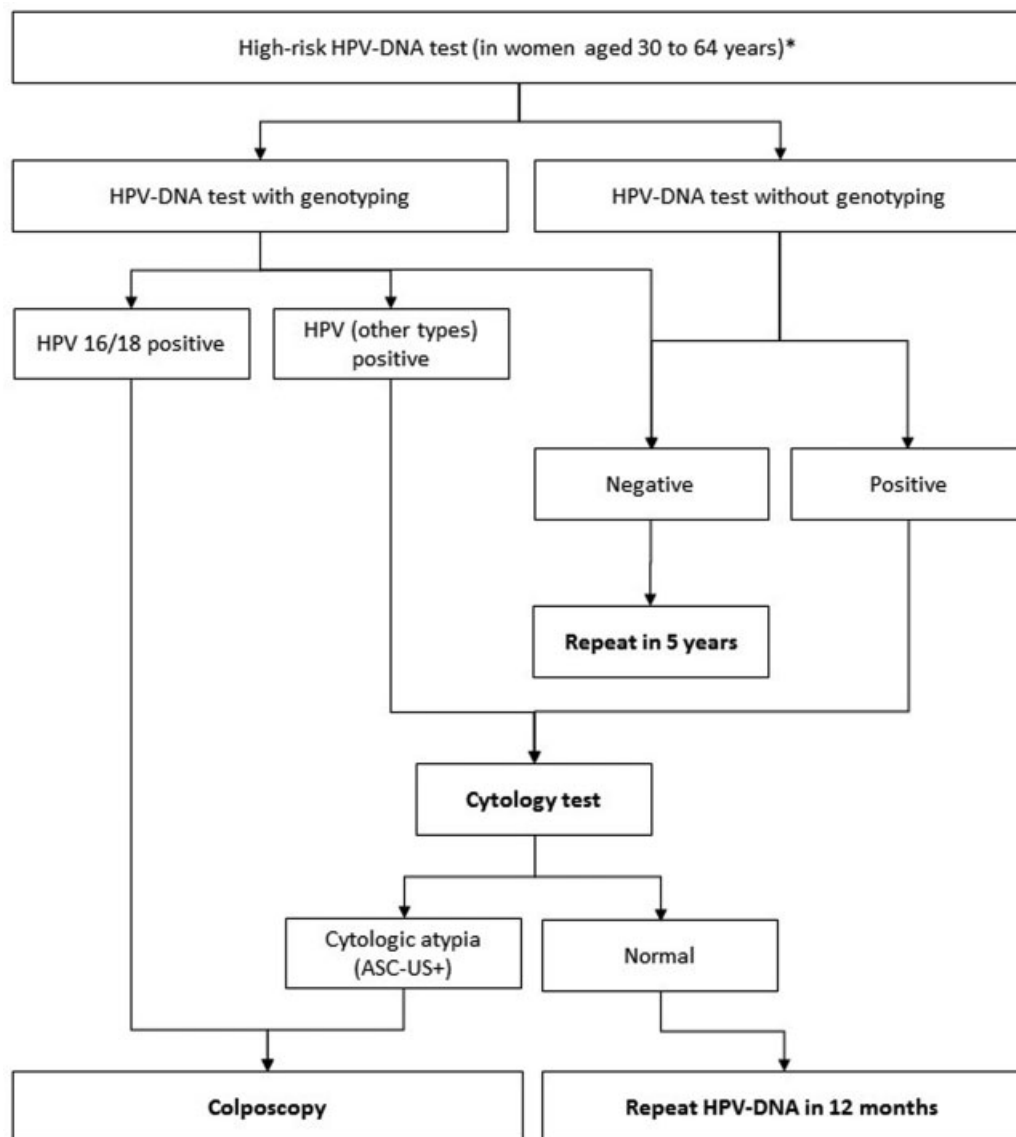 High-risk HPV-DNA test (in women aged 30 to 64 years)*
HPV-DNA test with genotyping
HPV-DNA test without genotyping
HPV 16/18 positive
HPV (other types)
positive
Negative
Positive
Repeat in 5 years
Cytology test
Cytologic atypia
(ASC-US+)
Normal
Colposcopy
Repeat HPV-DNA in 12 months